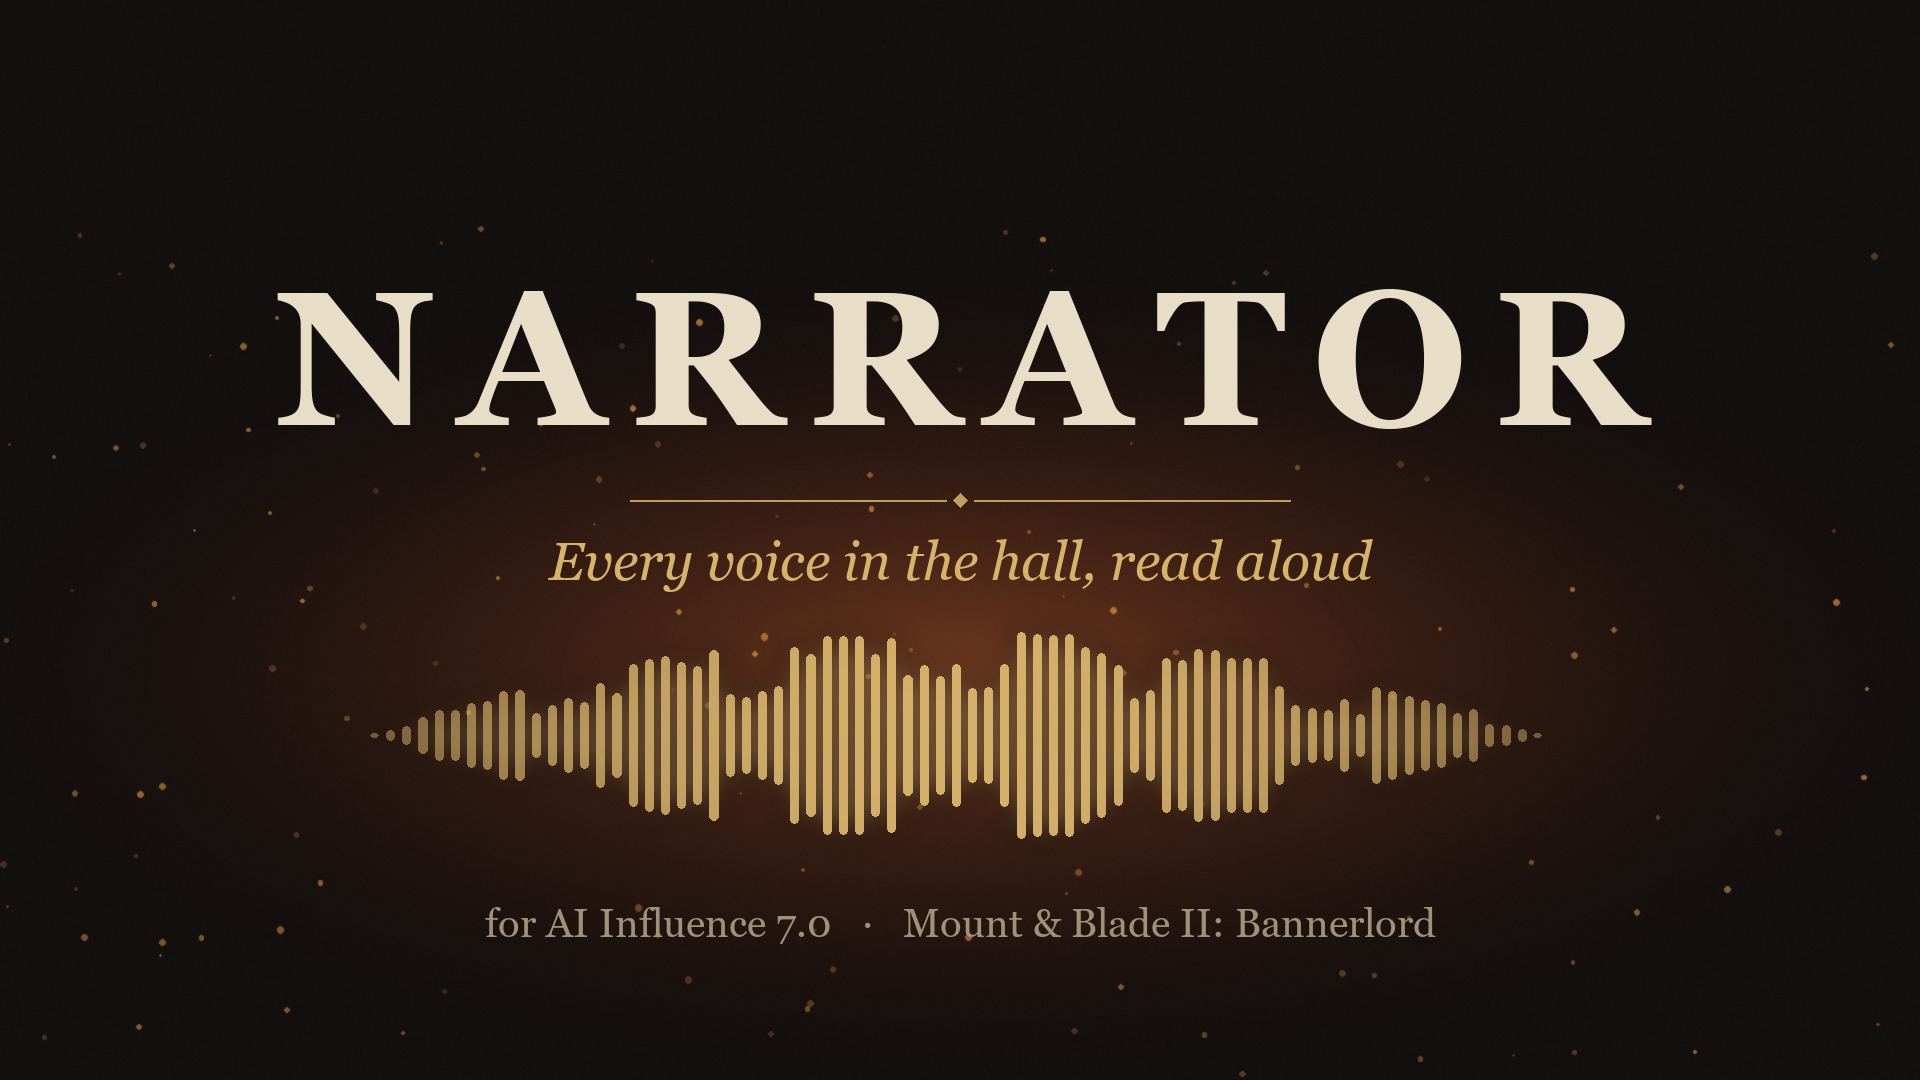 NARRATOR
Every voice in the hall, read aloud
for AI Influence 7.0 · Mount & Blade II: Bannerlord